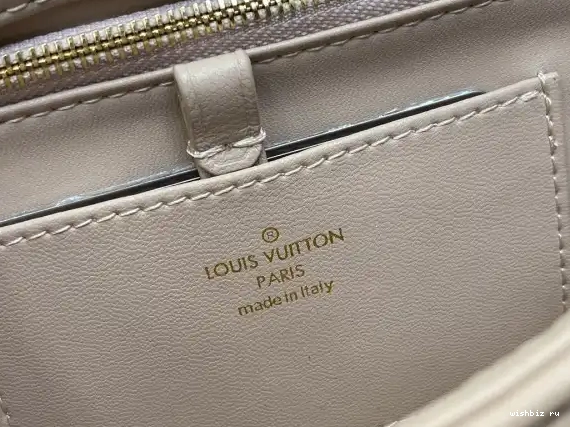 ®
LOUIS VUITTON
PARIS
made in Italy
wishbiz ru